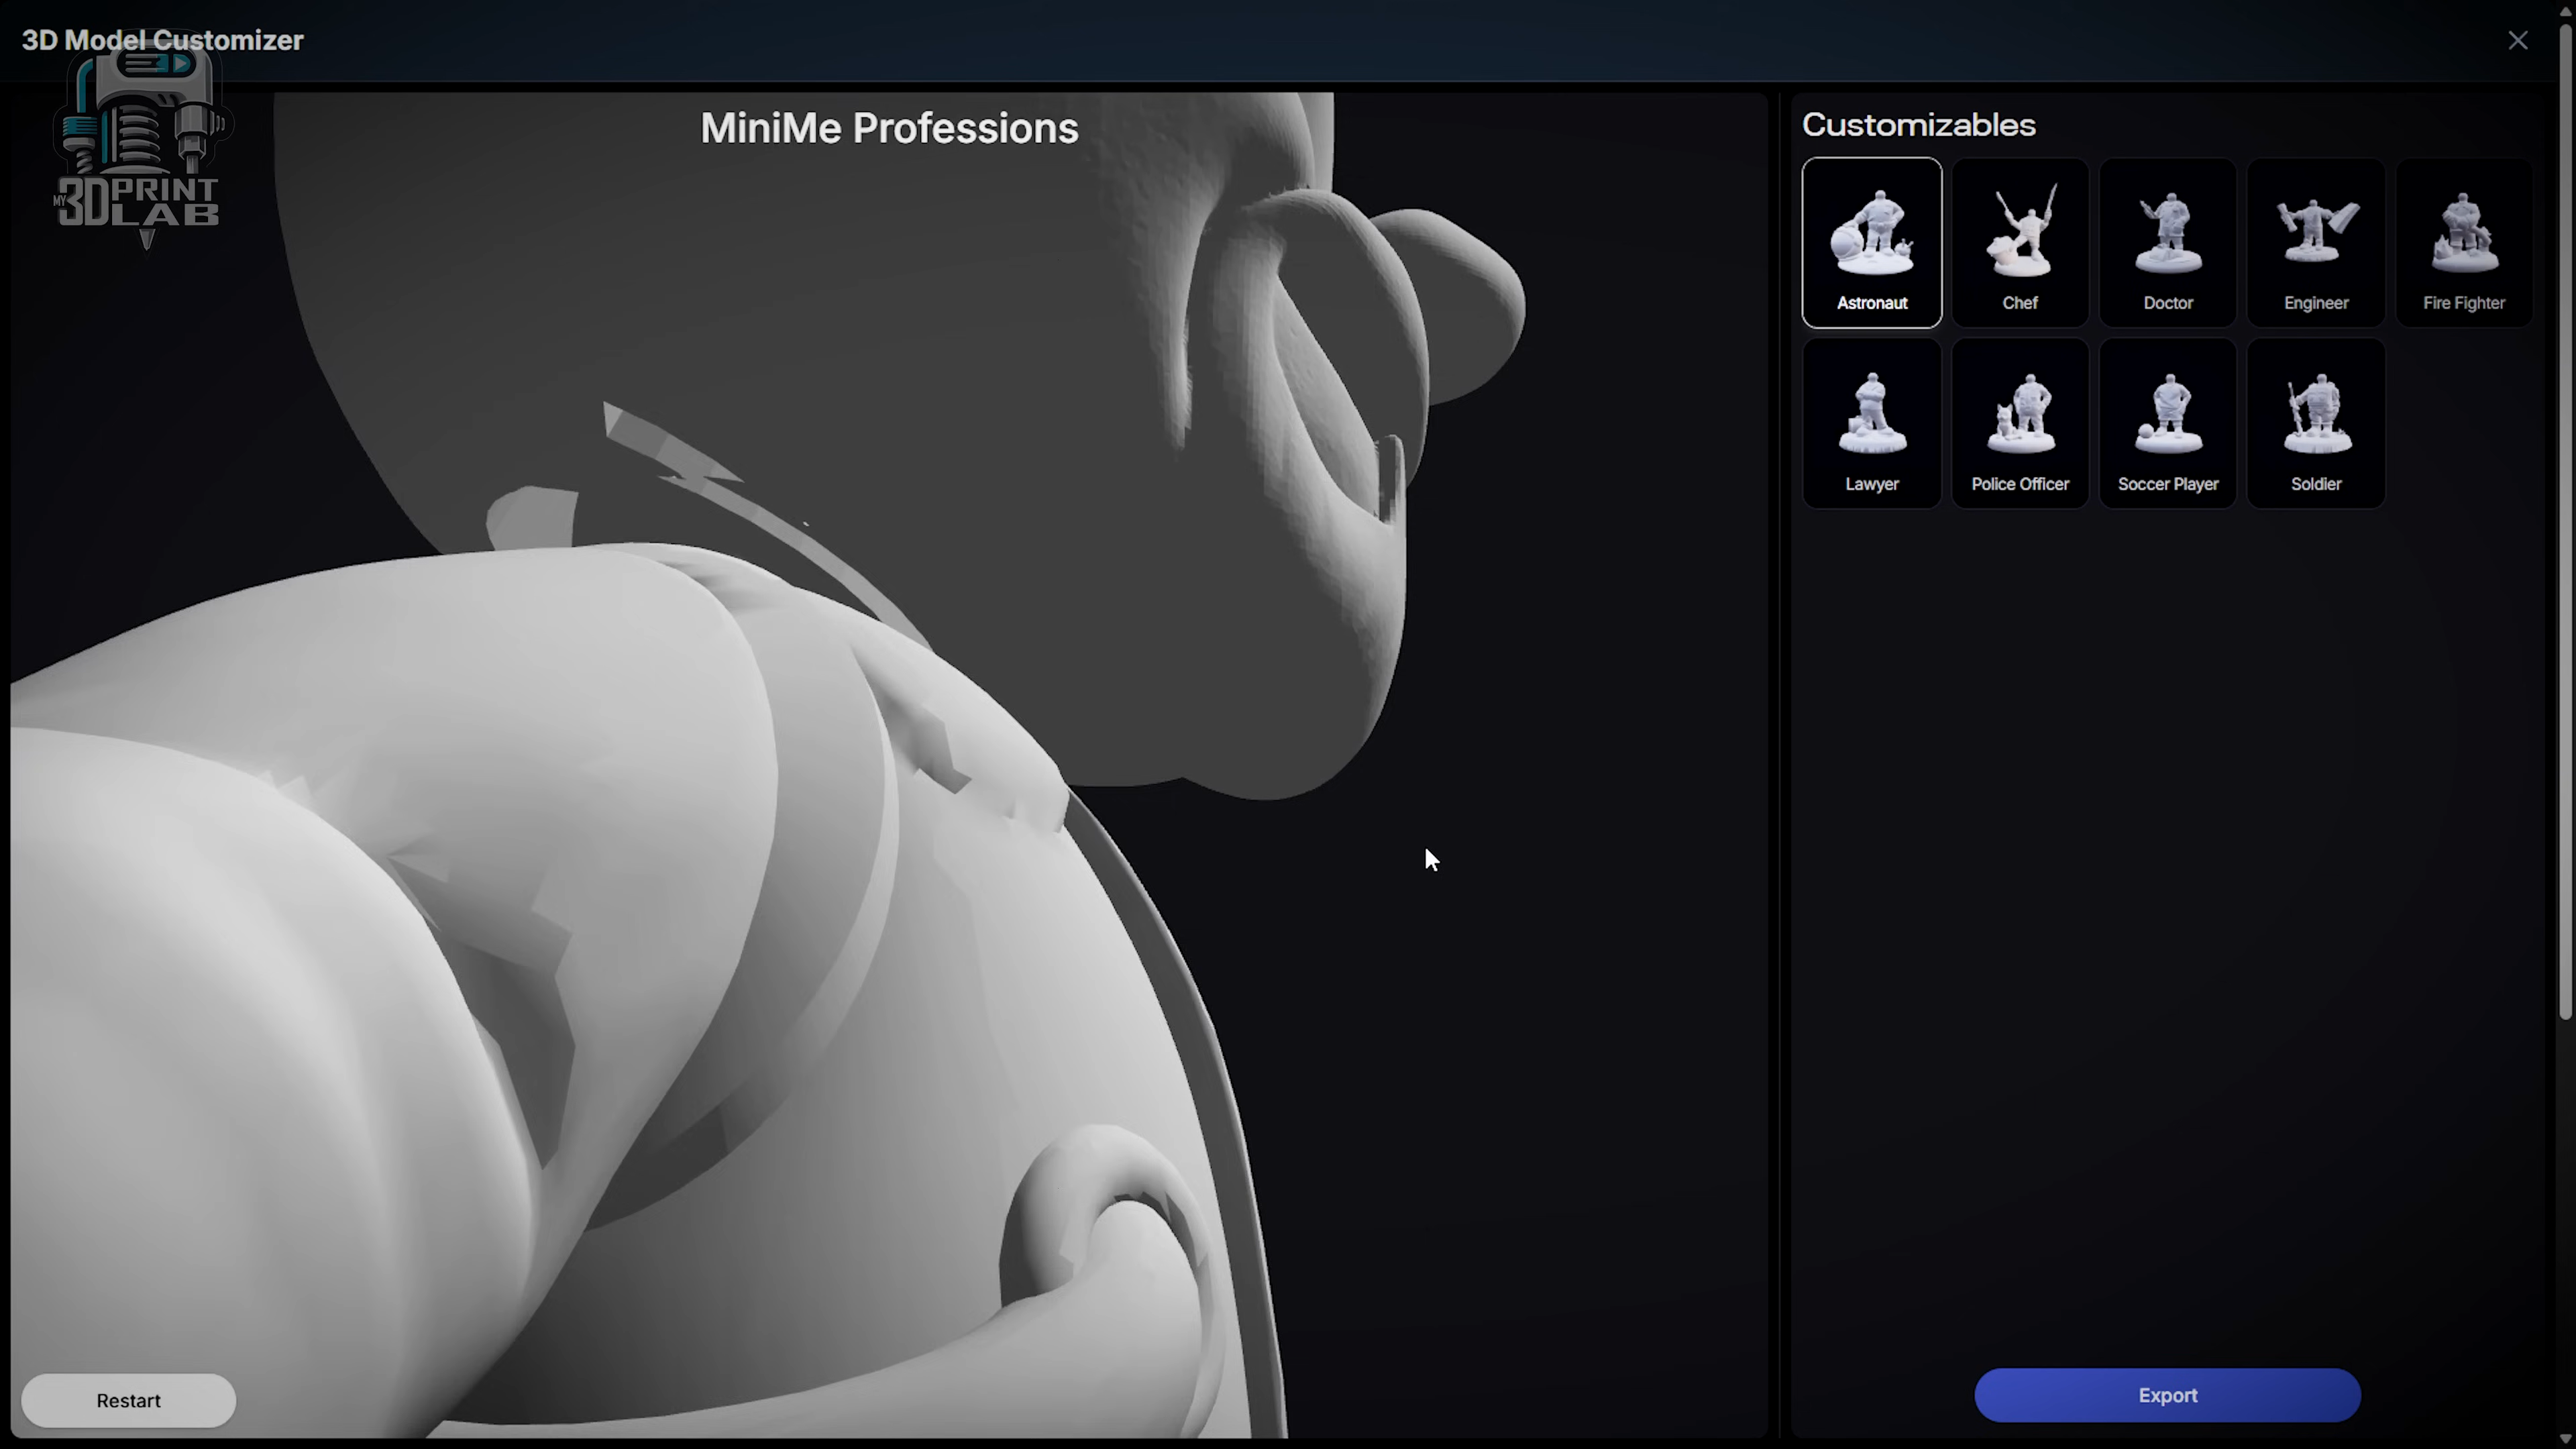 3D Model Customizer
MY 3D PRINT LAB
MiniMe Professions
Customizables
Astronaut
Chef
Doctor
Engineer
Fire Fighter
Lawyer
Police Officer
Soccer Player
Soldier
Restart
Export